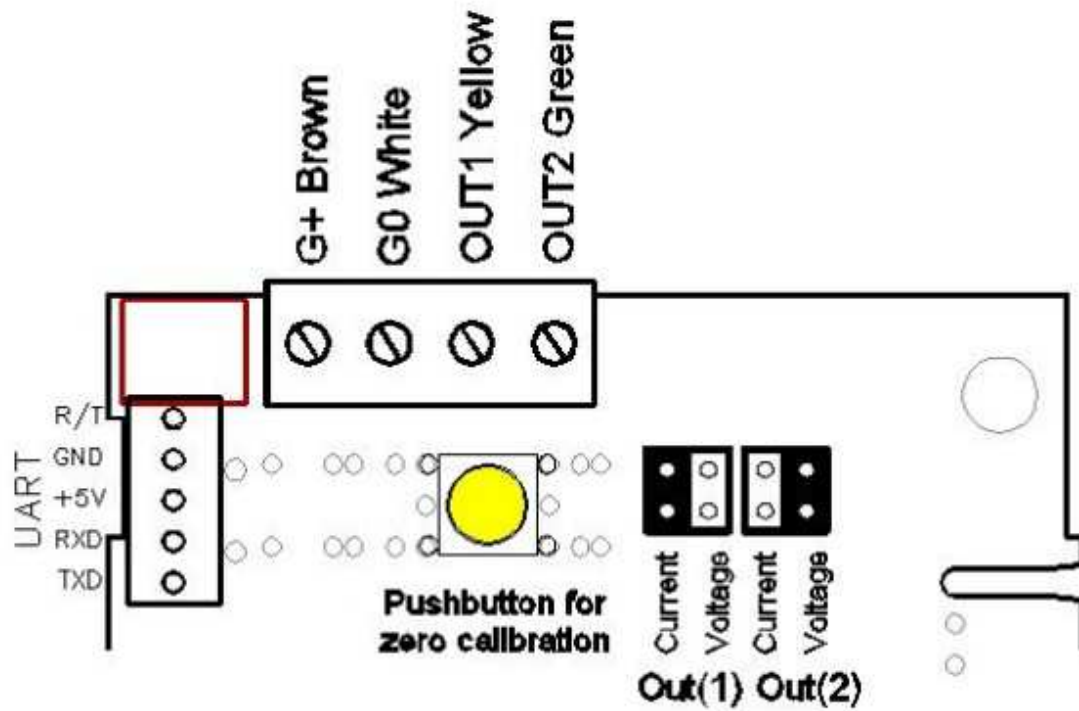 G+ Brown
G0 White
OUT1 Yellow
OUT2 Green
UART
R/T
GND
+5V
RXD
TXD
Pushbutton for
zero calibration
Current
Voltage
Current
Voltage
Out(1) Out(2)